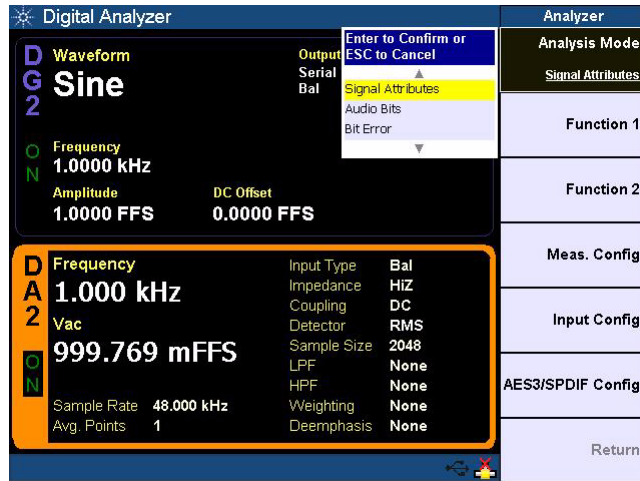 Digital Analyzer
DG2
ON
Waveform
Sine
Output
Serial
Bal
Frequency
1.0000 kHz
Amplitude
1.0000 FFS
DC Offset
0.0000 FFS
Enter to Confirm or
ESC to Cancel
Signal Attributes
Audio Bits
Bit Error
DA2
ON
Frequency
1.000 kHz
Vac
999.769 mFFS
Sample Rate 48.000 kHz
Avg. Points 1
Input Type Bal
Impedance HiZ
Coupling DC
Detector RMS
Sample Size 2048
LPF None
HPF None
Weighting None
Deemphasis None
Analyzer
Analysis Mode
Signal Attributes
Function 1
Function 2
Meas. Config
Input Config
AES3/SPDIF Config
Return